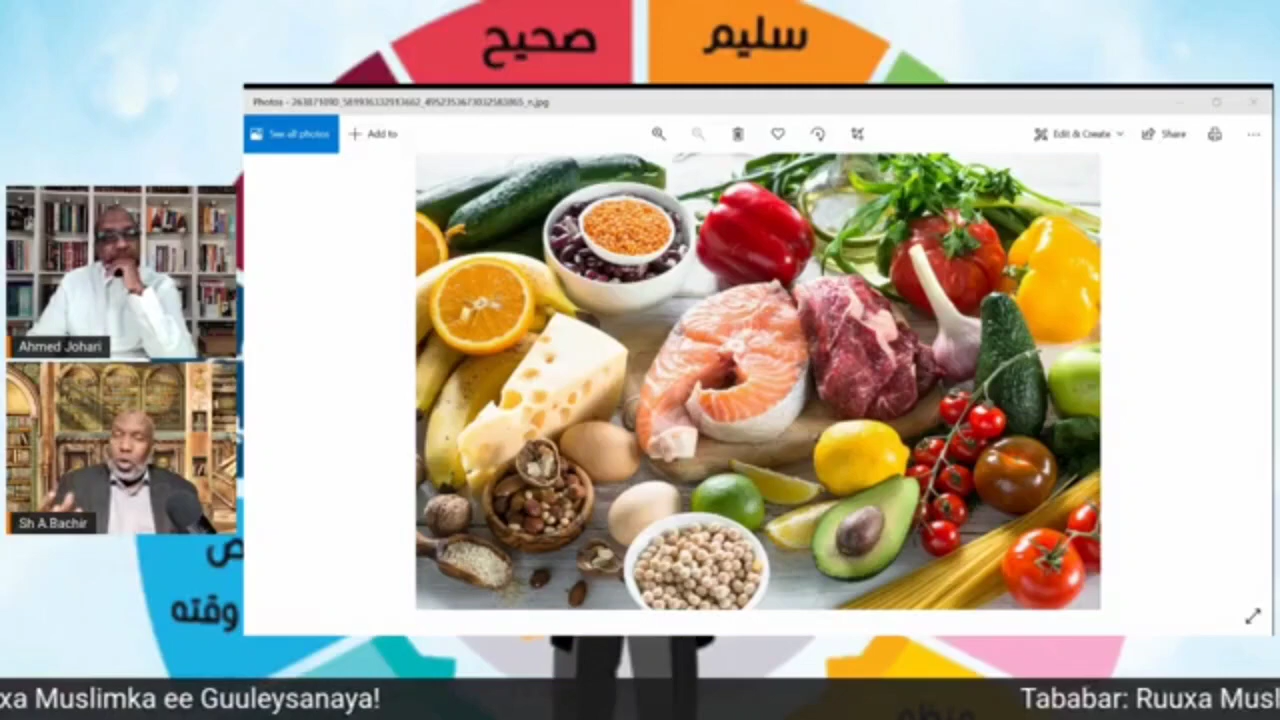 صحيح
سليم
See all photos
Add to
Edit & Create
Share
Ahmed Johari
Sh A.Bachir
وقته
xa Muslimka ee Guuleysanaya!
Tababar: Ruuxa Musl